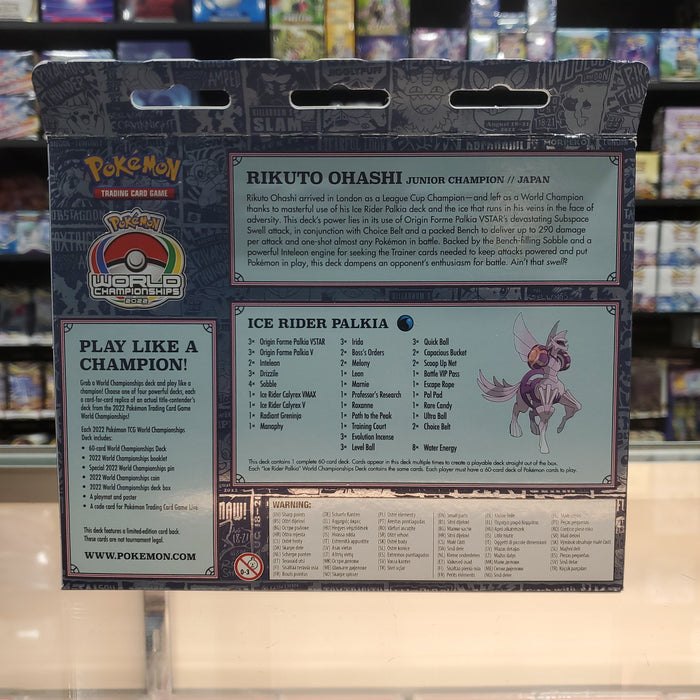 POKéMON
TRADING CARD GAME
POKéMON
WORLD
CHAMPIONSHIPS
2022
RIKUTO OHASHI JUNIOR CHAMPION // JAPAN
Rikuto Ohashi arrived in London as a League Cup Champion—and left as a World Champion
thanks to masterful use of his Ice Rider Palkia deck and the ice that runs in his veins in the face of
adversity. This deck's power lies in its use of Origin Forme Palkia VSTAR's devastating Subspace
Swell attack, in conjunction with Choice Belt and a packed Bench to deliver up to 290 damage
per attack and one-shot almost any Pokémon in battle. Backed by the Bench-filling Sobble and a
powerful Inteleon engine for seeking the Trainer cards needed to keep attacks powered and put
Pokémon in play, this deck dampens an opponent's enthusiasm for battle. Ain't that swell?
PLAY LIKE A
CHAMPION!
Grab a World Championships deck and play like a
champion! Choose one of four powerful decks, each
a card-for-card replica of an actual title-contender's
deck from the 2022 Pokémon Trading Card Game
World Championships!
Each 2022 Pokémon TCG World Championships
Deck includes:
• 60-card World Championships Deck
• 2022 World Championships booklet
• Special 2022 World Championships pin
• 2022 World Championships coin
• 2022 World Championships deck box
• A playmat and poster
• A code card for Pokémon Trading Card Game Live
This deck features a limited-edition card back.
These cards are not tournament legal.
WWW.POKEMON.COM
ICE RIDER PALKIA
3× Origin Forme Palkia VSTAR
3× Origin Forme Palkia V
2× Inteleon
3× Drizzile
4× Sobble
1× Ice Rider Calyrex VMAX
1× Ice Rider Calyrex V
1× Radiant Greninja
1× Manaphy
3× Irida
2× Boss's Orders
2× Melony
1× Leon
1× Marnie
1× Professor's Research
1× Roxanne
1× Path to the Peak
1× Training Court
3× Evolution Incense
3× Level Ball
3× Quick Ball
2× Capacious Bucket
2× Scoop Up Net
1× Battle VIP Pass
1× Escape Rope
1× Pal Pad
1× Rare Candy
1× Ultra Ball
2× Choice Belt
8× Water Energy
This deck contains 1 complete 60-card deck. Cards appear in this deck multiple times to create a playable deck straight out of the box.
Each "Ice Rider Palkia" World Championships Deck contains the same cards. Each player must have a 60-card deck of Pokémon cards to play.
WARNING:
0-3